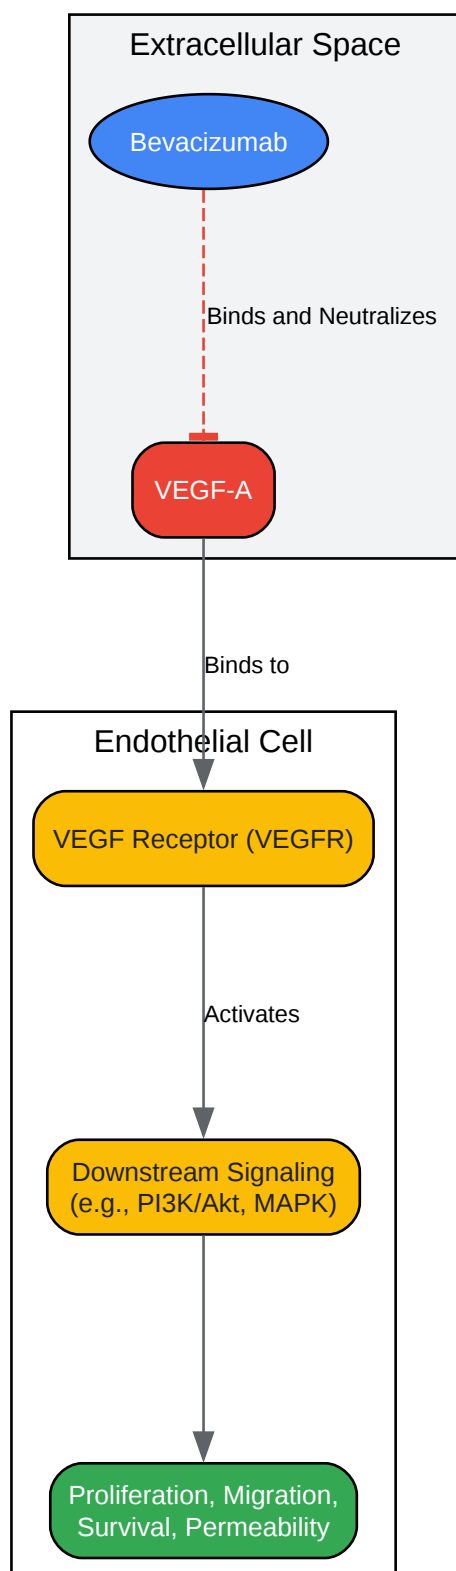 Extracellular Space
Bevacizumab
Binds and Neutralizes
VEGF-A
Binds to
Endothelial Cell
VEGF Receptor (VEGFR)
Activates
Downstream Signaling
(e.g., PI3K/Akt, MAPK)
Proliferation, Migration,
Survival, Permeability